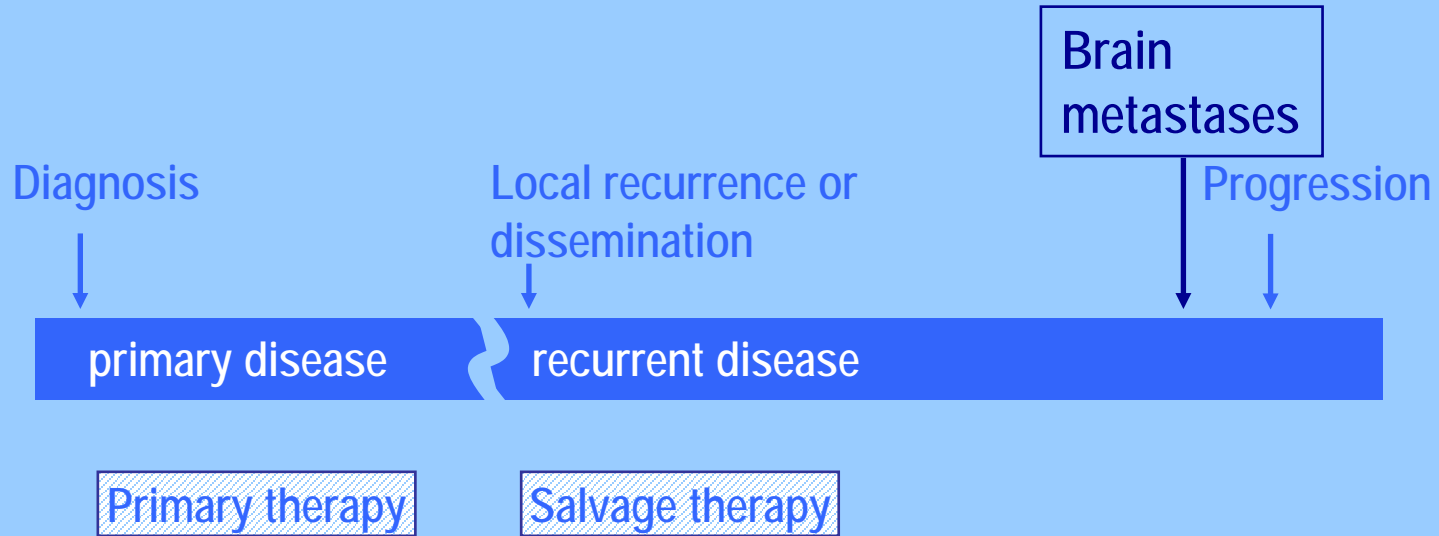 Brain
metastases
Diagnosis
Local recurrence or
dissemination
Progression
primary disease
recurrent disease
Primary therapy
Salvage therapy